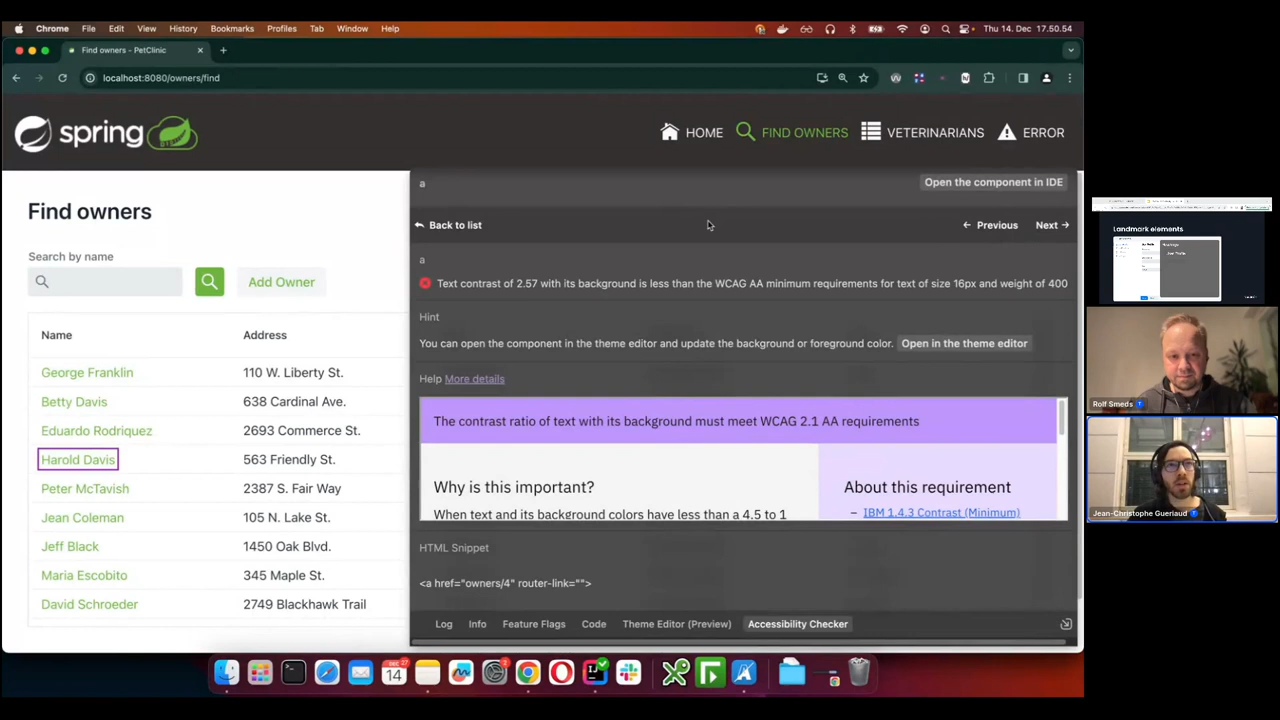 Chrome File Edit View History Bookmarks Profiles Tab Window Help
Thu 14. Dec 17.50.54
Find owners - PetClinic
localhost:8080/owners/find
spring
HOME FIND OWNERS VETERINARIANS ERROR
a
Open the component in IDE
Find owners
Back to list
Previous Next
Search by name
a
Add Owner
Text contrast of 2.57 with its background is less than the WCAG AA minimum requirements for text of size 16px and weight of 400
Hint
You can open the component in the theme editor and update the background or foreground color. Open in the theme editor
Help More details
The contrast ratio of text with its background must meet WCAG 2.1 AA requirements
Why is this important?
When text and its background colors have less than a 4.5 to 1
About this requirement
– IBM 1.4.3 Contrast (Minimum)
HTML Snippet
<a href="owners/4" router-link="">
Log Info Feature Flags Code Theme Editor (Preview) Accessibility Checker
Name Address
George Franklin 110 W. Liberty St.
Betty Davis 638 Cardinal Ave.
Eduardo Rodriquez 2693 Commerce St.
Harold Davis 563 Friendly St.
Peter McTavish 2387 S. Fair Way
Jean Coleman 105 N. Lake St.
Jeff Black 1450 Oak Blvd.
Maria Escobito 345 Maple St.
David Schroeder 2749 Blackhawk Trail
DEC
14
Landmark elements
Rolf Smeds
Jean-Christophe Gueriaud